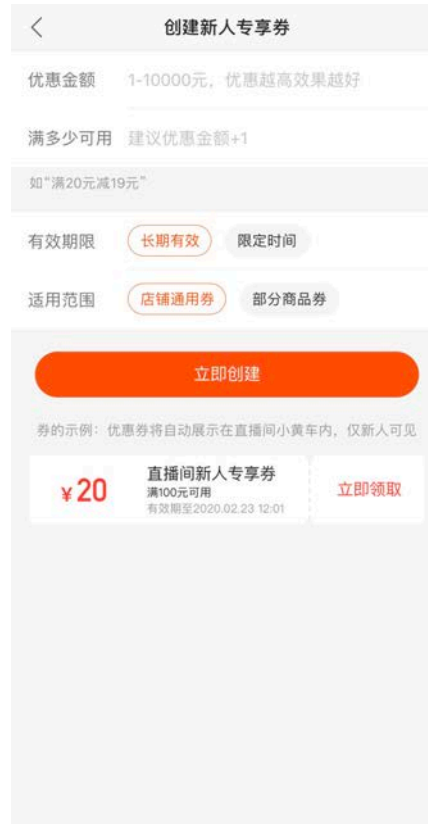 创建新人专享券
优惠金额 1-10000元，优惠越高效果越好
满多少可用 建议优惠金额+1
如"满20元减19元"
有效期限 长期有效 限定时间
适用范围 店铺通用券 部分商品券
立即创建
券的示例：优惠券将自动展示在直播间小黄车内，仅新人可见
¥20 直播间新人专享券 立即领取
满100元可用
有效期至2020.02.23 12:01